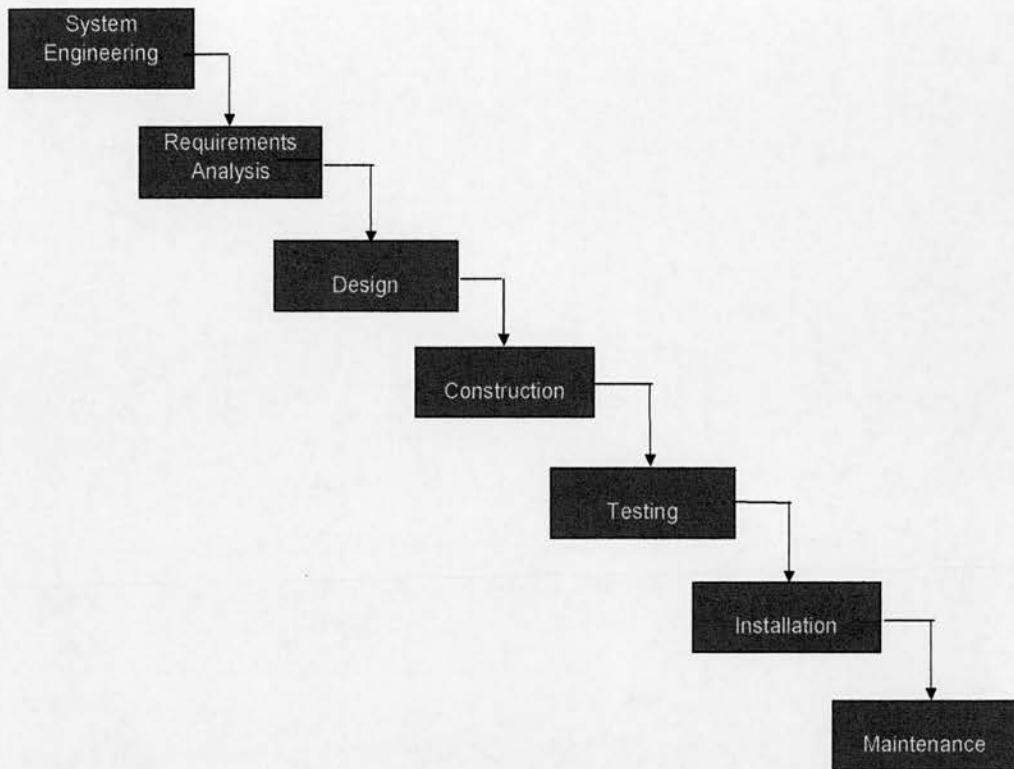 System
Engineering
Requirements
Analysis
Design
Construction
Testing
Installation
Maintenance